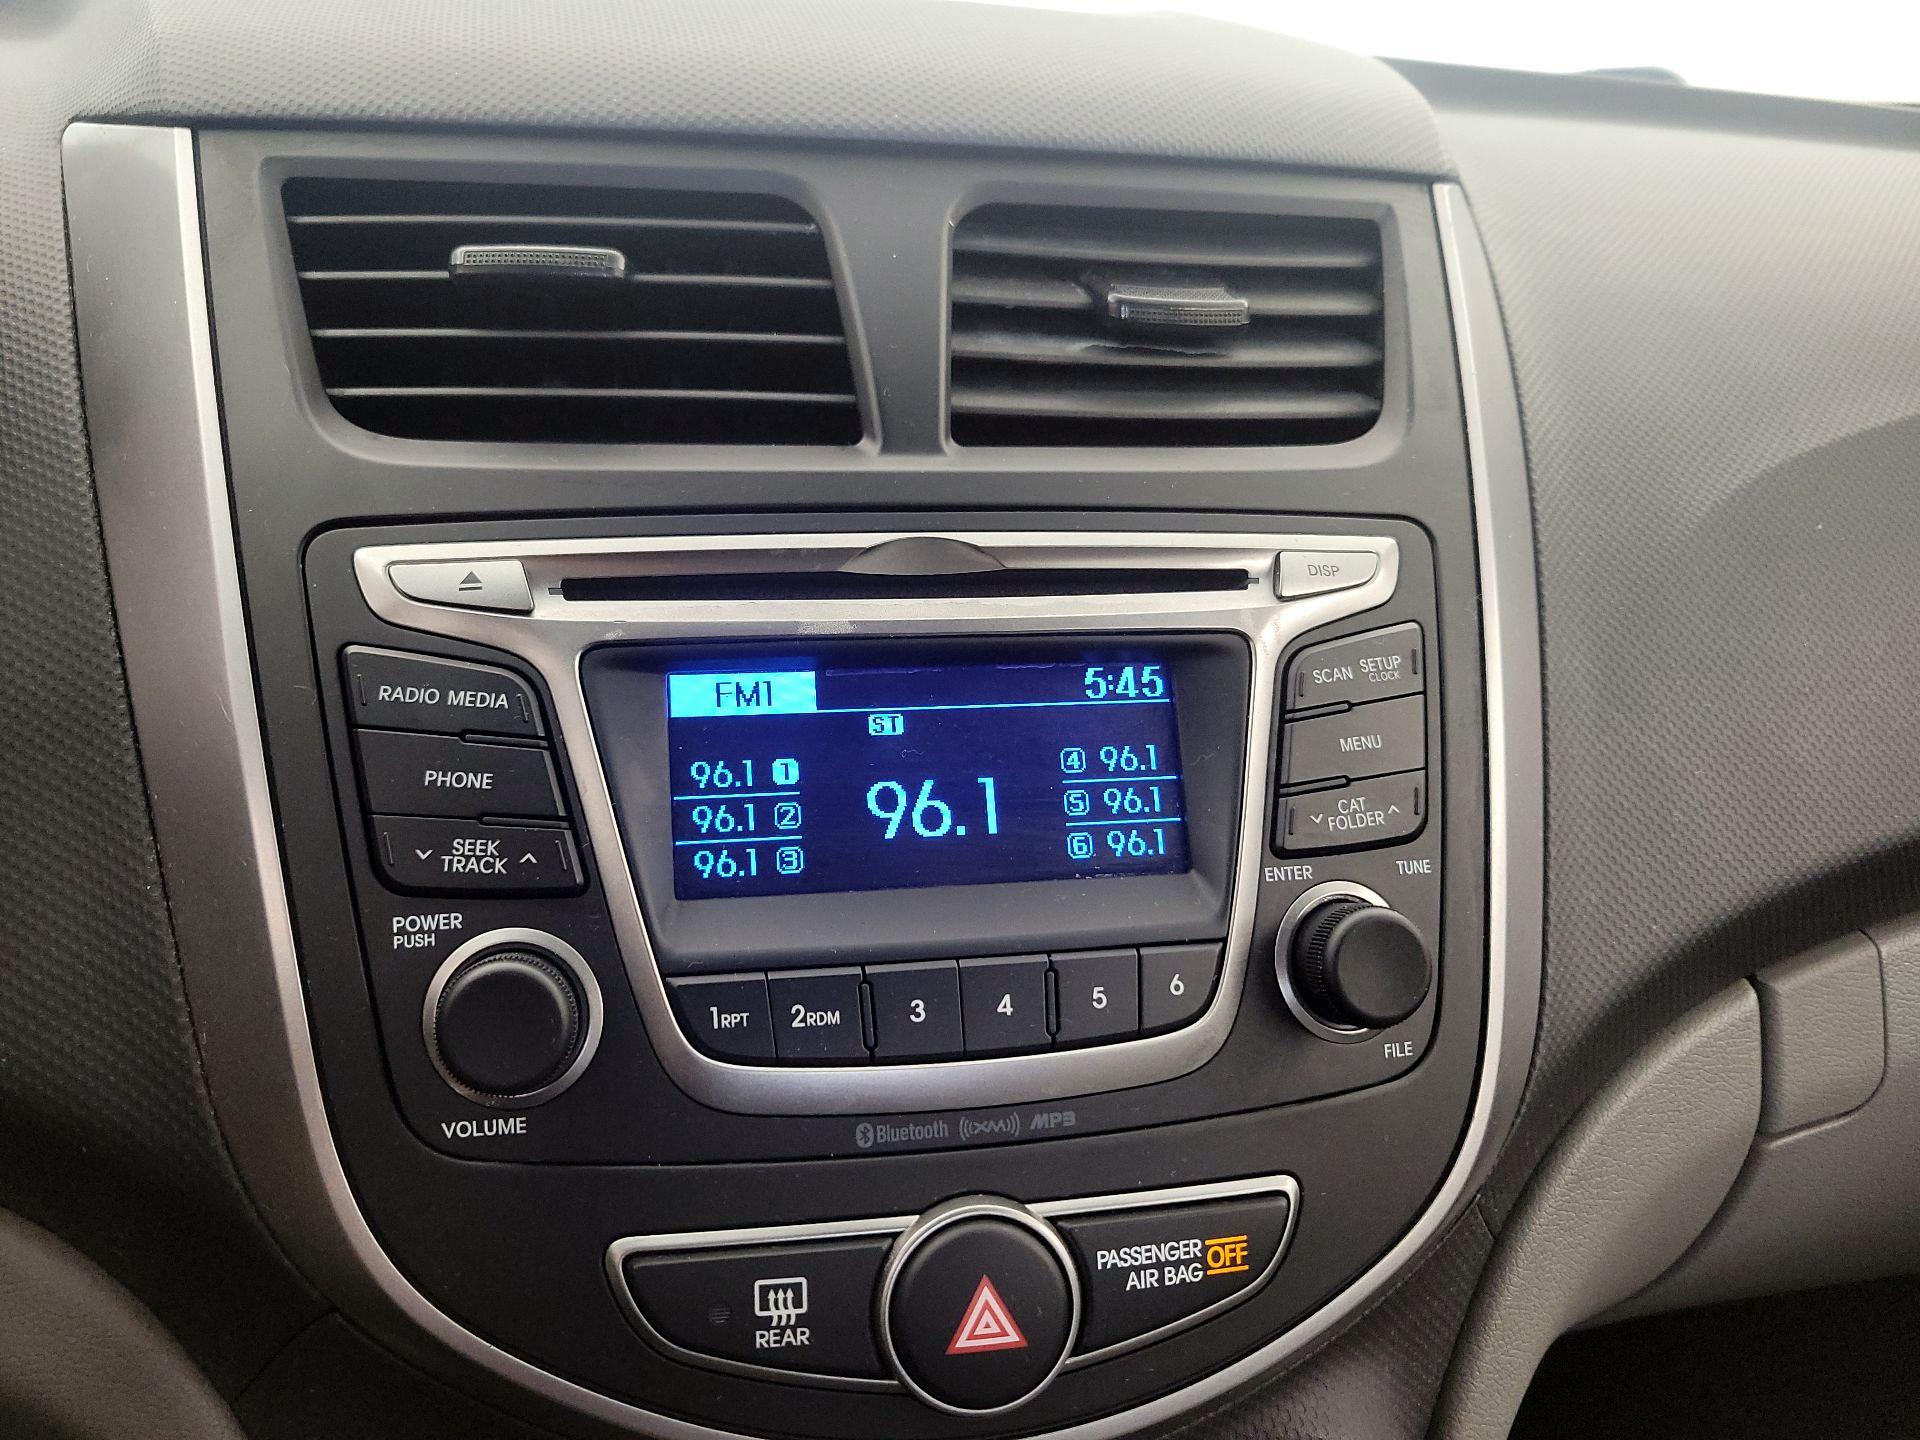 DISP
RADIO MEDIA
PHONE
SEEK
TRACK
POWER
PUSH
VOLUME
FM1
5:45
ST
96.1 1
96.1 2
96.1 3
96.1
4 96.1
5 96.1
6 96.1
SCAN SETUP
CLOCK
MENU
CAT
FOLDER
ENTER
TUNE
FILE
1RPT
2RDM
3
4
5
6
Bluetooth ((XM)) MP3
REAR
PASSENGER
AIR BAG
OFF